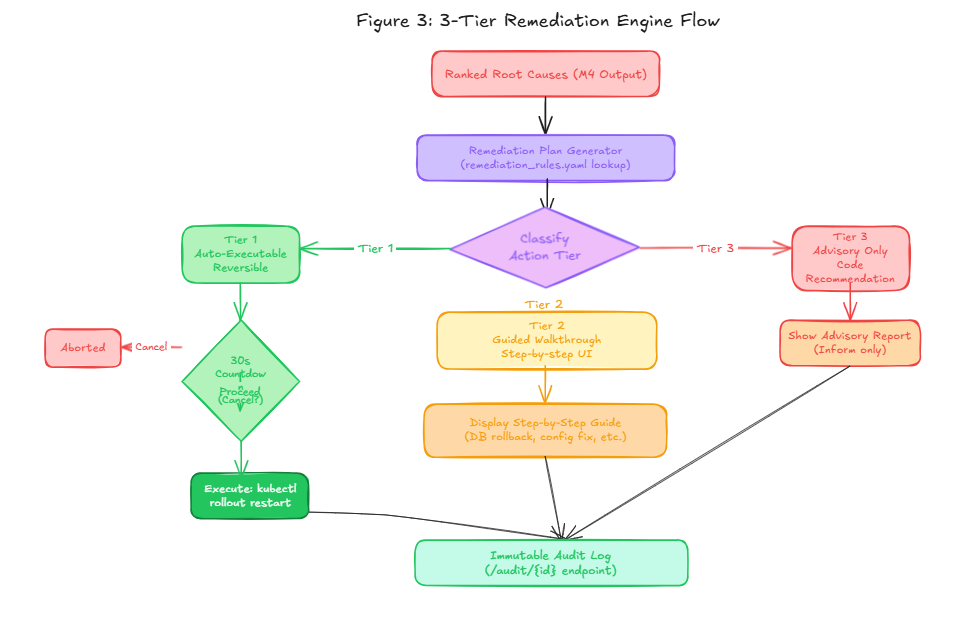 Figure 3: 3-Tier Remediation Engine Flow
Ranked Root Causes (M4 Output)
Remediation Plan Generator
(remediation_rules.yaml lookup)
Classify
Action Tier
Tier 1
Tier 3
Tier 1
Auto-Executable
Reversible
Tier 3
Advisory Only
Code
Recommendation
Tier 2
Tier 2
Guided Walkthrough
Step-by-step UI
Aborted
Cancel
30s
Countdow
n
Proceed
(Cancel?)
Show Advisory Report
(Inform only)
Display Step-by-Step Guide
(DB rollback, config fix, etc.)
Execute: kubectl
rollout restart
Immutable Audit Log
(/audit/{id} endpoint)